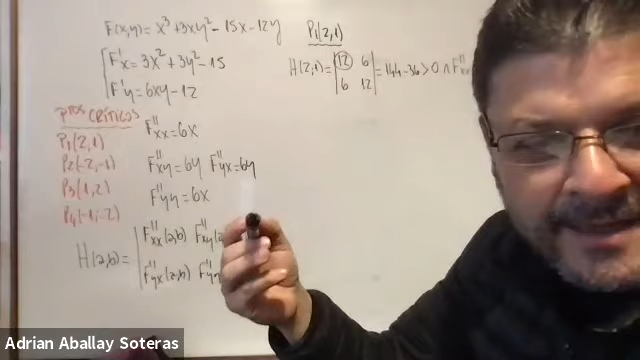 F(x,y) = x³+3xy²-15x-12y
F'x = 3x²+3y²-15
F'y = 6xy-12
PTOS CRÍTICOS
P₁(2,1)
P₂(-2,-1)
P₃(1,2)
P₄(-1,-2)
F''xx = 6x
F''xy = 6y F''yx = 6y
F''yy = 6x
H(a,b) = | F''xx(a,b) F''xy(a
F''yx(a,b) F''yy
P₁(2,1)
H(2,1) = | 12 6 | = 144-36>0 ∧ F''xx
6 12
Adrian Aballay Soteras